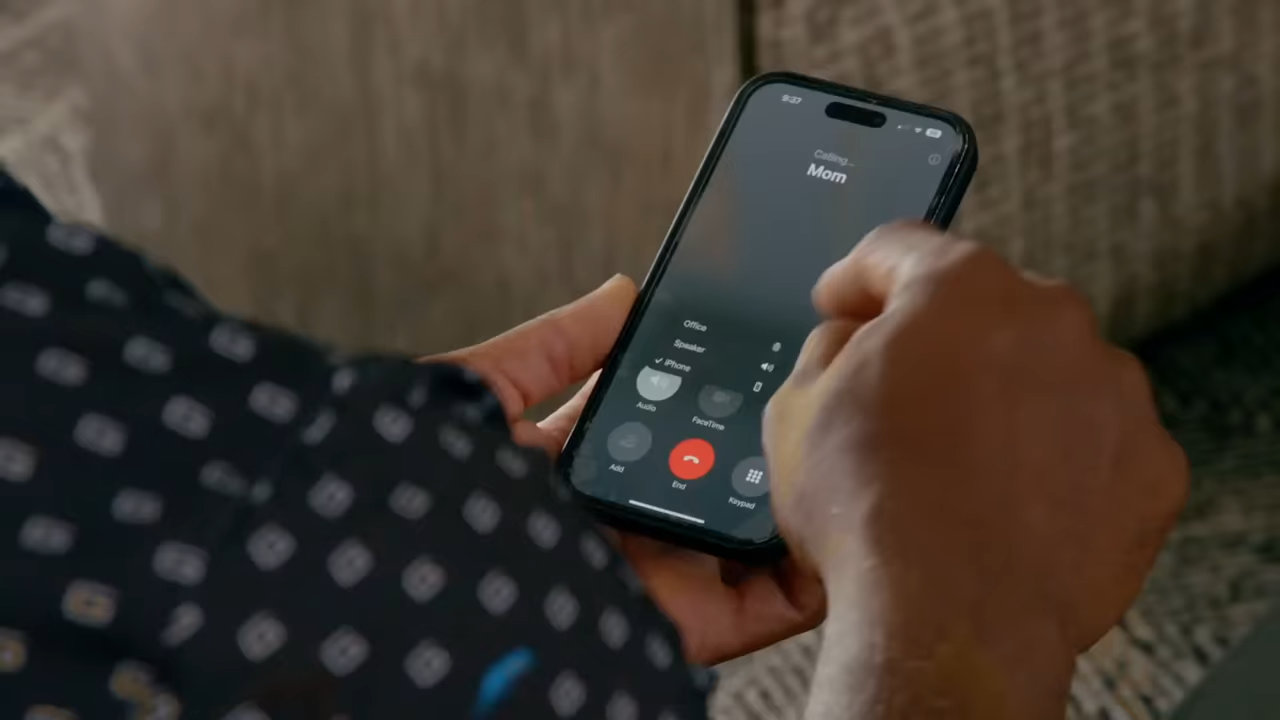 9:37
Calling...
Mom
Office
Speaker
✓ iPhone
Audio
FaceTime
Add
End
Keypad